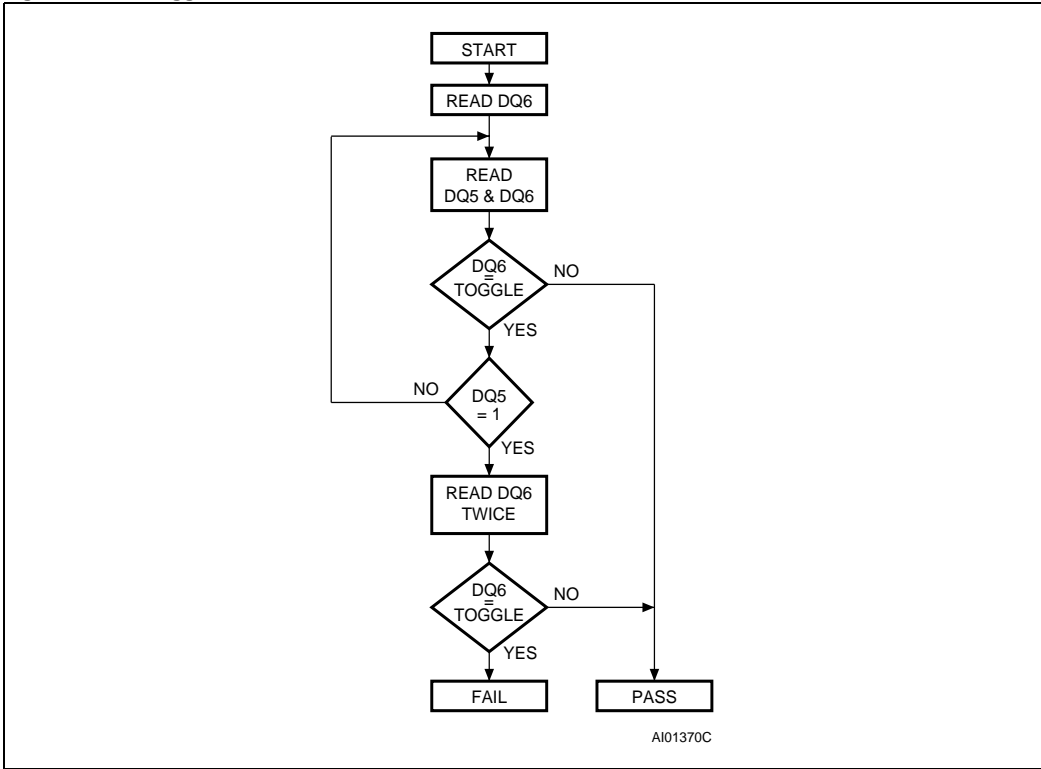 START
READ DQ6
READ
DQ5 & DQ6
DQ6
=
TOGGLE
NO
YES
NO
DQ5
= 1
YES
READ DQ6
TWICE
DQ6
=
TOGGLE
NO
YES
FAIL
PASS
AI01370C